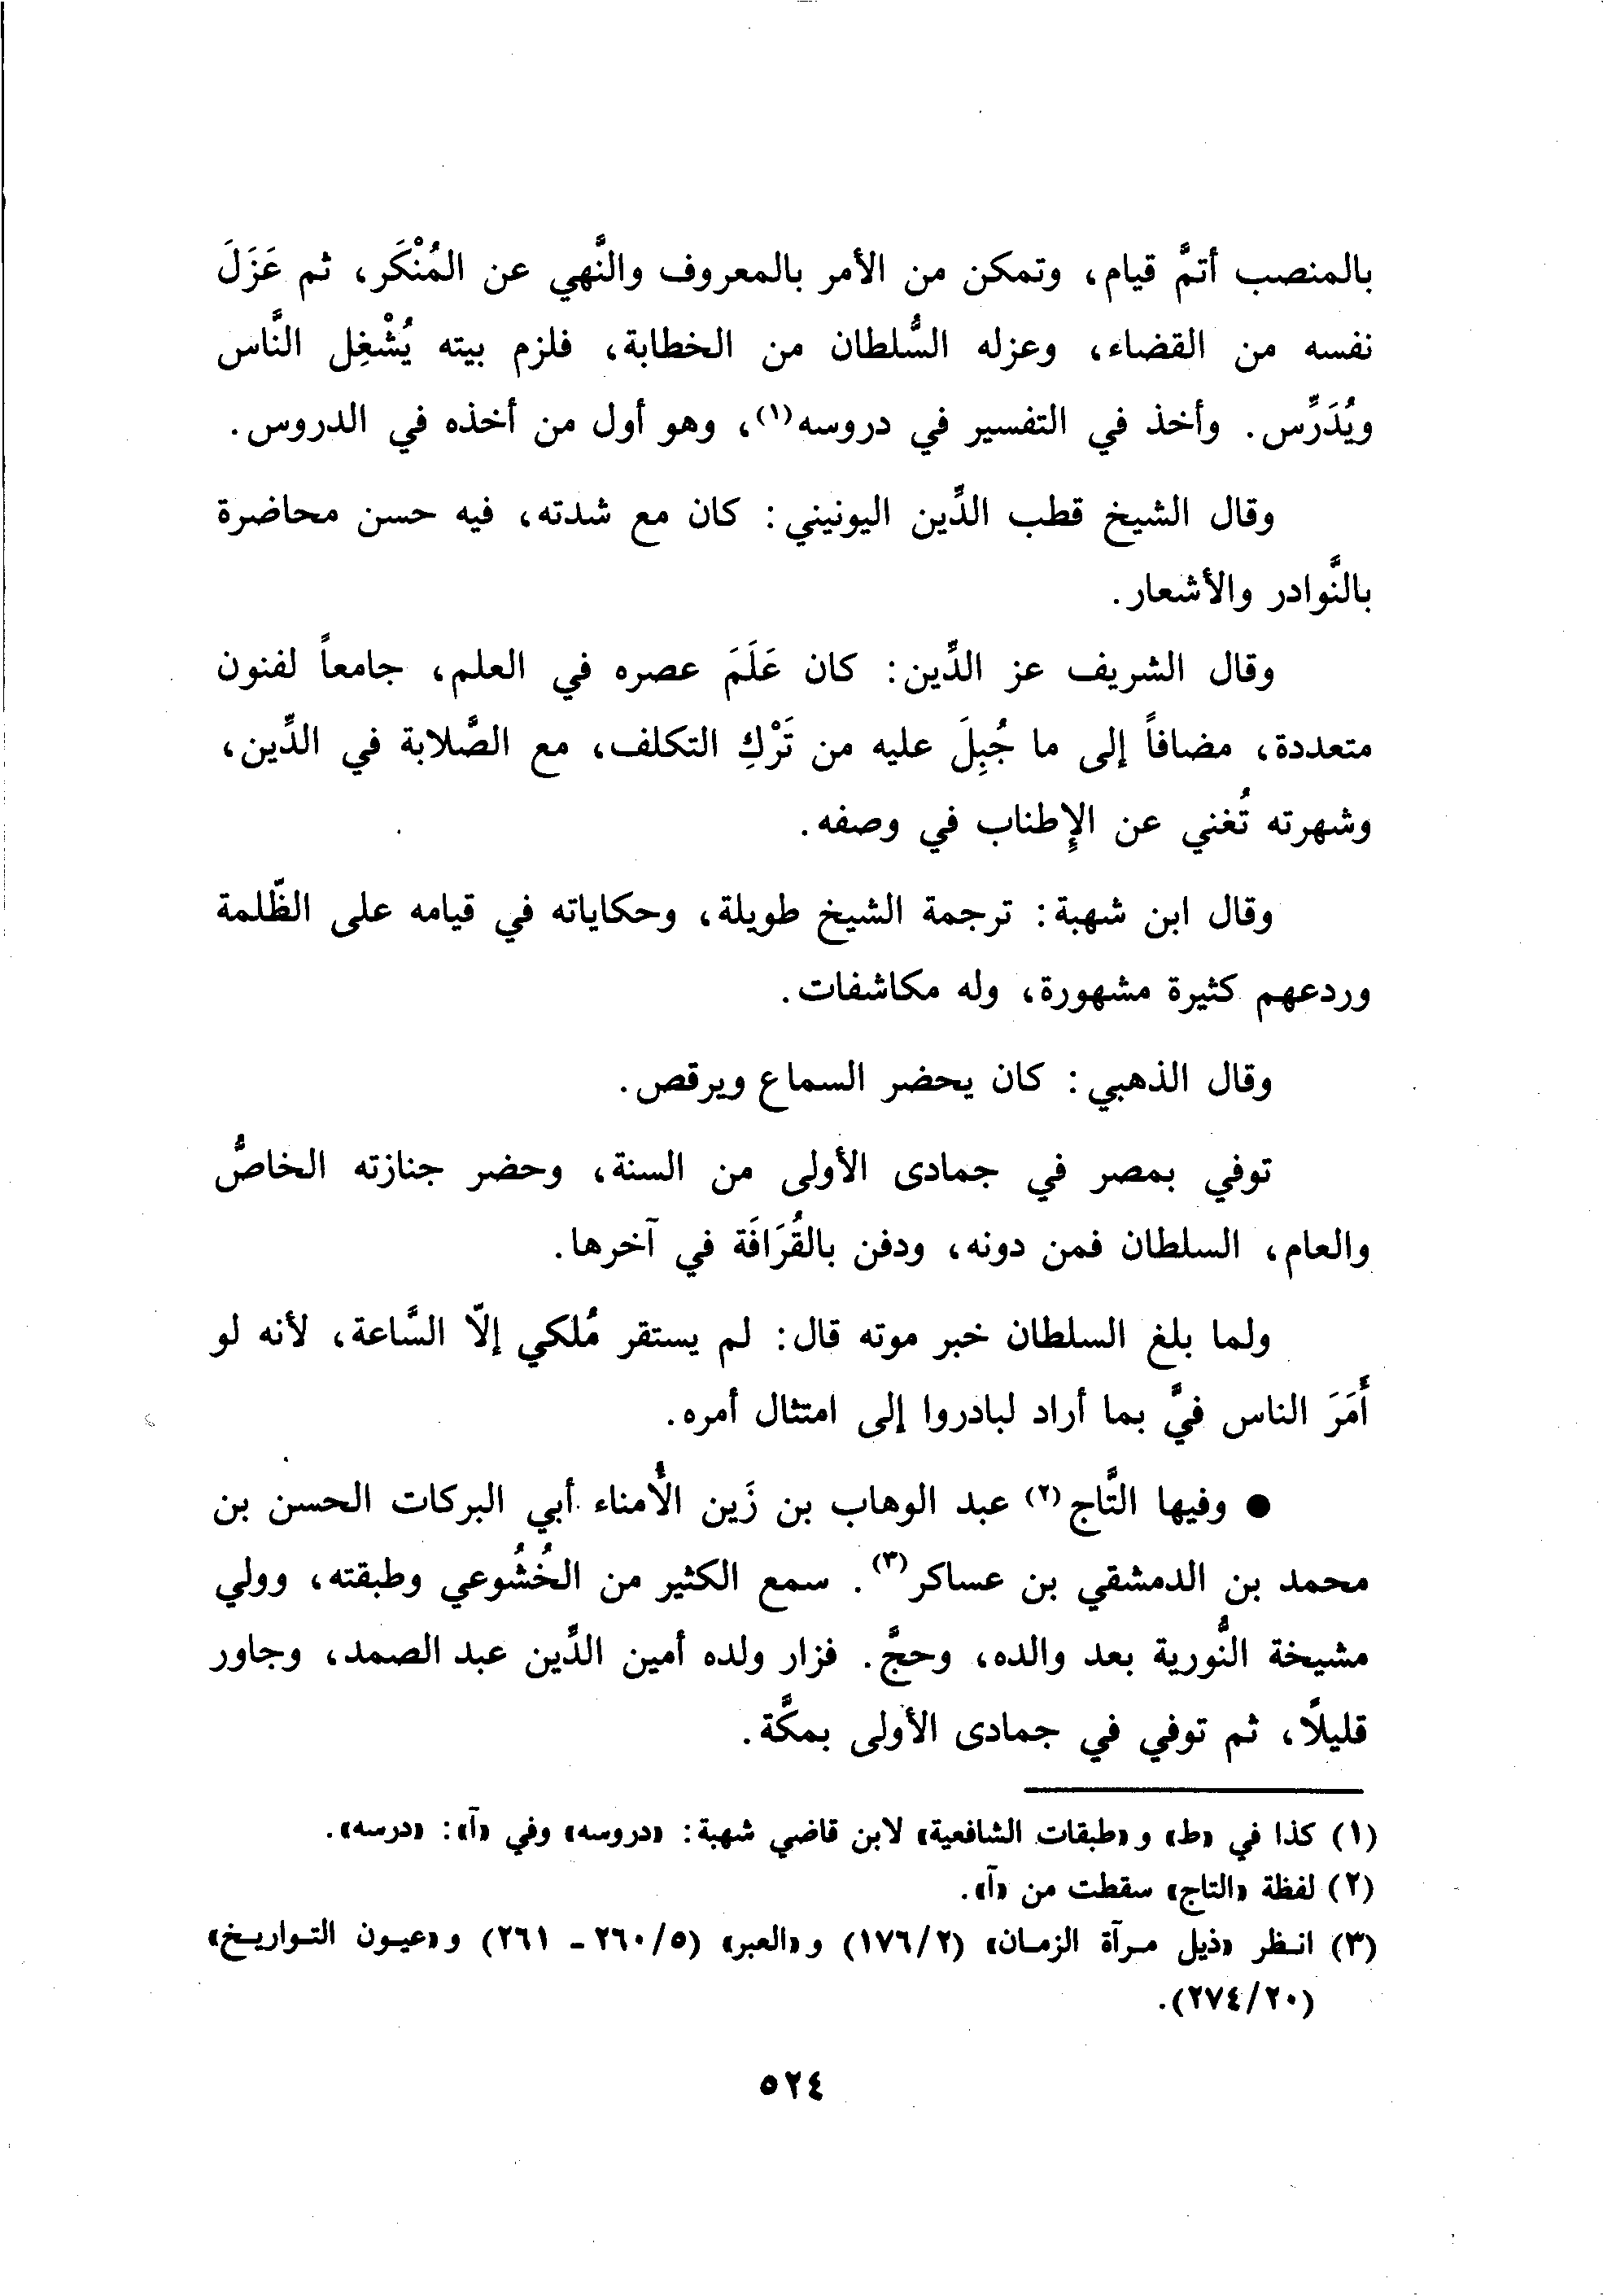 بالمنصب أتمَّ قيام، وتمكن من الأمر بالمعروف والنَّهي عن المُنْكَر، ثم عَزَلَ
نفسه من القضاء، وعزله السُّلطان من الخطابة، فلزم بيته يُشْغِل النَّاس
ويُدَرِّس. وأخذ في التفسير في دروسه(١)، وهو أول من أخذه في الدروس.
وقال الشيخ قطب الدِّين اليونيني: كان مع شدته، فيه حسن محاضرة
بالنَّوادر والأشعار.
وقال الشريف عز الدِّين: كان عَلَمَ عصره في العلم، جامعاً لفنون
متعددة، مضافاً إلى ما جُبِلَ عليه من تَرْكِ التكلف، مع الصَّلابة في الدِّين،
وشهرته تُغني عن الإِطناب في وصفه.
وقال ابن شهبة: ترجمة الشيخ طويلة، وحكاياته في قيامه على الظّلمة
وردعهم كثيرة مشهورة، وله مكاشفات.
وقال الذهبي: كان يحضر السماع ويرقص.
توفي بمصر في جمادى الأولى من السنة، وحضر جنازته الخاصُّ
والعام، السلطان فمن دونه، ودفن بالقُرَافَة في آخرها.
ولما بلغ السلطان خبر موته قال: لم يستقر مُلكي إلّا السَّاعة، لأنه لو
أَمَرَ الناس فيَّ بما أراد لبادروا إلى امتثال أمره.
● وفيها التَّاج(٢) عبد الوهاب بن زَين الأُمناء أبي البركات الحسن بن
محمد بن الدمشقي بن عساكر(٣). سمع الكثير من الخُشُوعي وطبقته، وولي
مشيخة النُّورية بعد والده، وحجَّ. فزار ولده أمين الدِّين عبد الصمد، وجاور
قليلاً، ثم توفي في جمادى الأولى بمكَّة.
(١) كذا في «ط» و «طبقات الشافعية» لابن قاضي شهبة: «دروسه» وفي «آ»: «درسه».
(٢) لفظة «التاج» سقطت من «آ».
(٣) انظر «ذيل مرآة الزمان» (١٧٦/٢) و «العبر» (٢٦٠/٥ - ٢٦١) و «عيون التواريخ»
(٢٧٤/٢٠).
٥٢٤